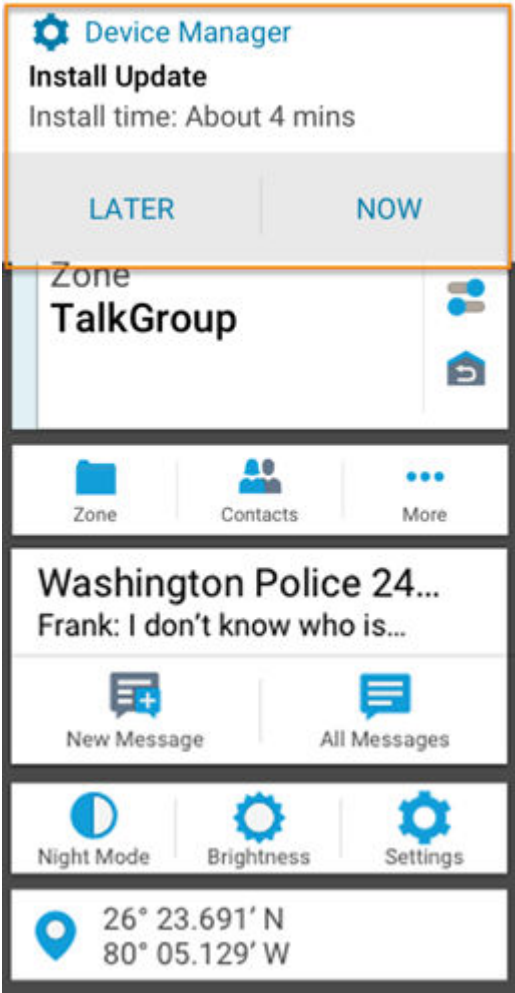 Device Manager
Install Update
Install time: About 4 mins
LATER NOW
Zone
TalkGroup
Zone Contacts More
Washington Police 24...
Frank: I don't know who is...
New Message All Messages
Night Mode Brightness Settings
26° 23.691′ N
80° 05.129′ W